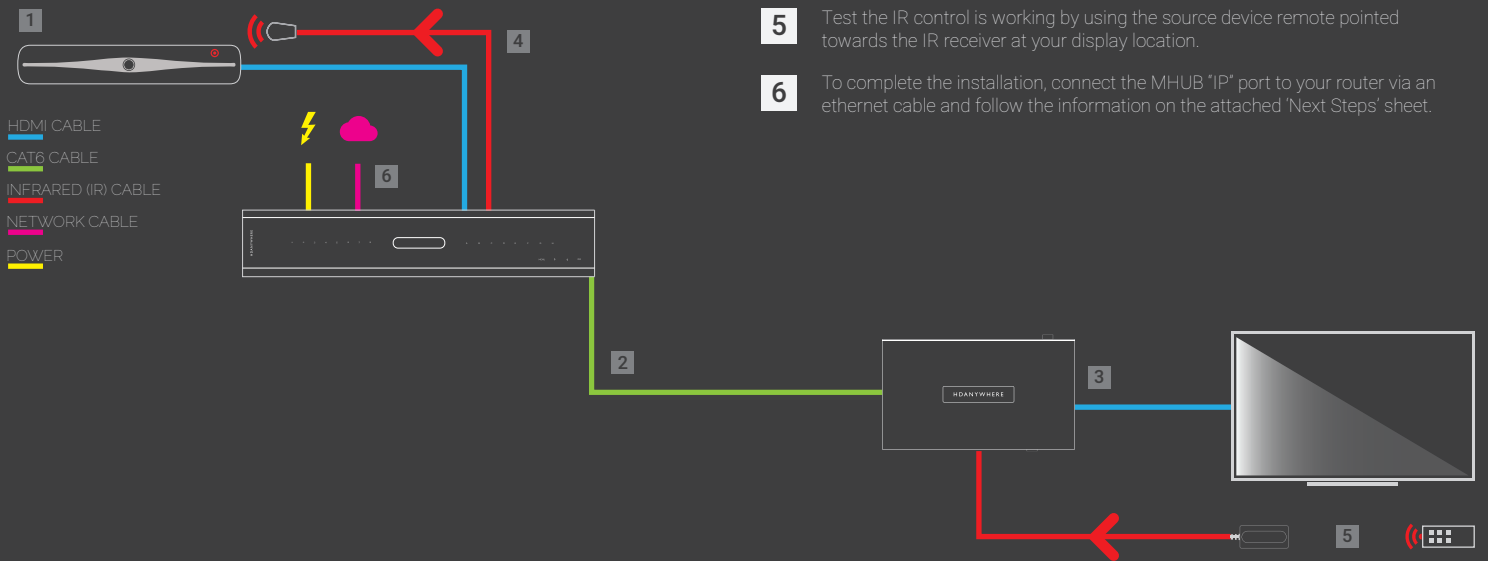 1
4
5
Test the IR control is working by using the source device remote pointed
towards the IR receiver at your display location.
6
To complete the installation, connect the MHUB “IP” port to your router via an
ethernet cable and follow the information on the attached ‘Next Steps’ sheet.
HDMI CABLE
CAT6 CABLE
INFRARED (IR) CABLE
NETWORK CABLE
POWER
6
HDANYWHERE
2
3
HDANYWHERE
5